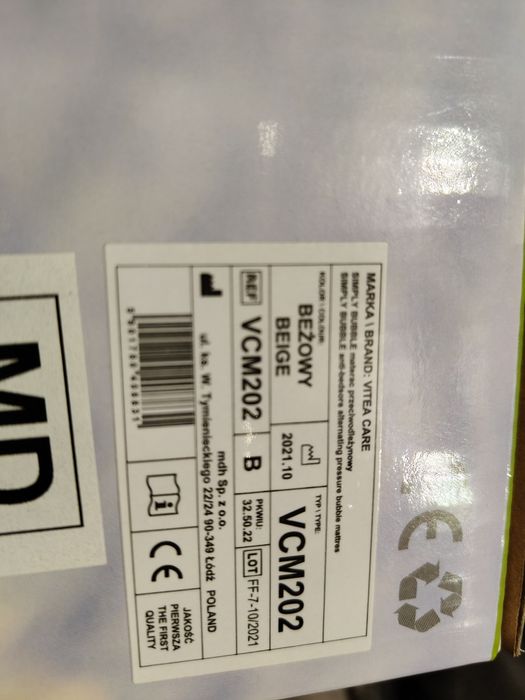 MARKA \ BRAND: VITEA CARE
SIMPLY BUBBLE materac przeciwodleżynowy
SIMPLY BUBBLE anti-bedsore alternating pressure bubble mattres
KOLOR \ COLOUR:
BEŻOWY
BEIGE
2021.10
TYP \ TYPE:
VCM202
REF VCM202
B
PKWIU:
32.50.22
LOT FF-7-10/2021
mdh Sp. z o.o.
ul. ks. W. Tymienieckiego 22/24 90-349 Łódź POLAND
CE
JAKOŚĆ
PIERWSZA
THE FIRST
QUALITY
MD
CE